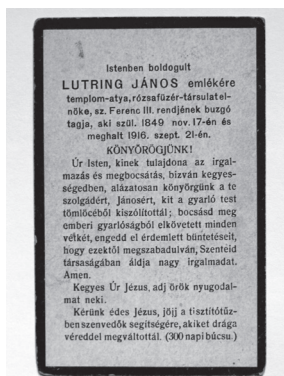 Istenben boldogult
LUTRING JÁNOS emlékére
templom-atya, rózsafüzér-társulat el-
nöke, sz. Ferenc III. rendjének buzgó
tagja, aki szül. 1849 nov. 17-én és
meghalt 1916. szept. 21-én.
KÖNYÖRÖGJÜNK!
Úr Isten, kinek tulajdona az irgal-
mazás és megbocsátás, bizván kegyes-
ségedben, alázatosan könyörgünk a te
szolgádért, Jánosért, kit a gyarló test
tömlöcéből kiszólítottál; bocsásd meg
emberi gyarlóságból elkövetett minden
vétkét, engedd el érdemlett büntetéseit,
hogy ezektől megszabadulván, Szenteid
társaságában áldja nagy irgalmadat.
Amen.
Kegyes Úr Jézus, adj örök nyugodal-
mat neki.
Kérünk édes Jézus, jöjj a tisztítótűz-
ben szenvedők segítségére, akiket drága
véreddel megváltottál. (300 napi búcsu.)